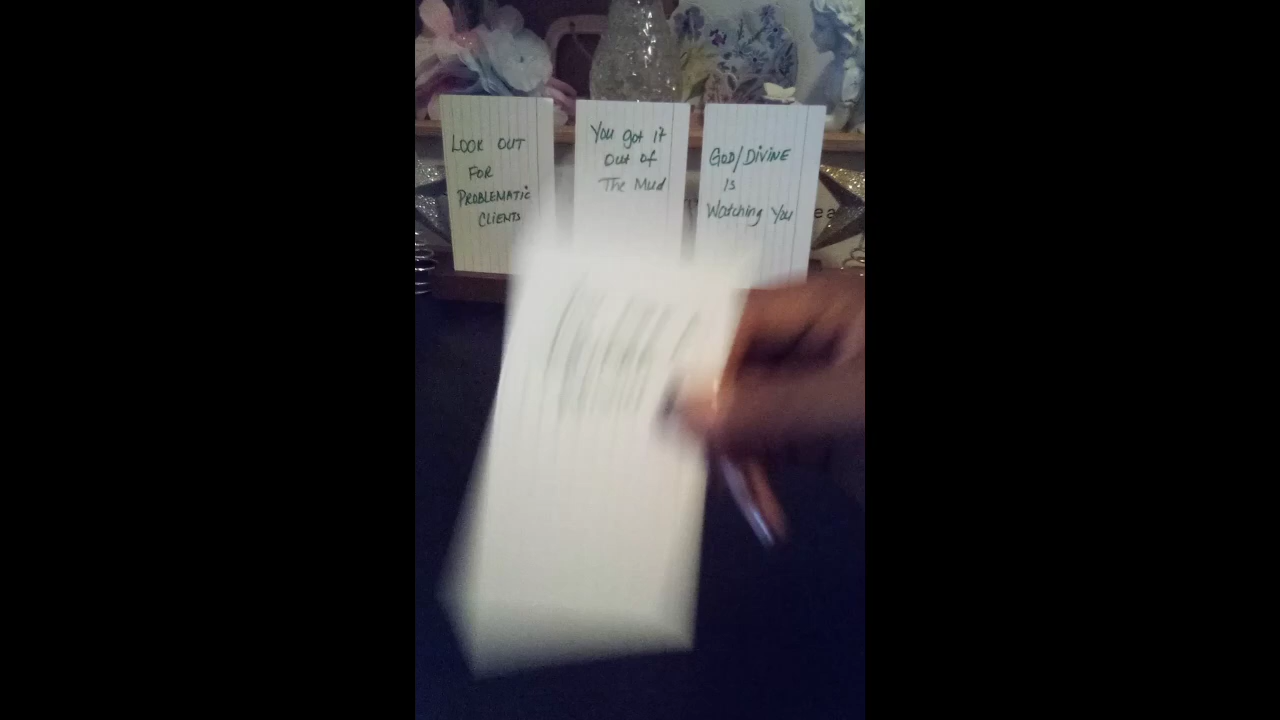 LOOK OUT
FOR
PROBLEMATIC
CLIENTS
You got it
Out of
The Mud
GOD/DIVINE
is
Watching You